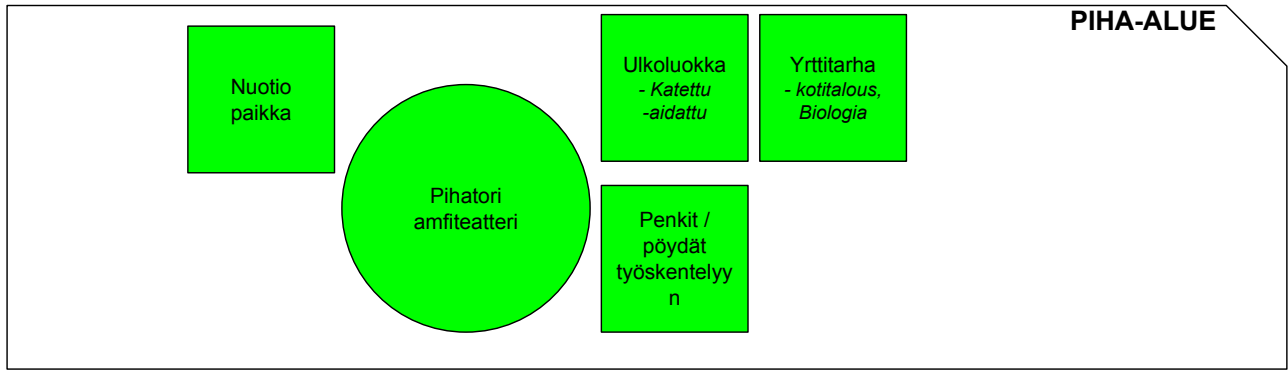 PIHA-ALUE
Nuotio
paikka
Pihatori
amfiteatteri
Ulkoluokka
- Katettu
-aidattu
Yrttitarha
- kotitalous,
Biologia
Penkit /
pöydät
työskentelyy
n